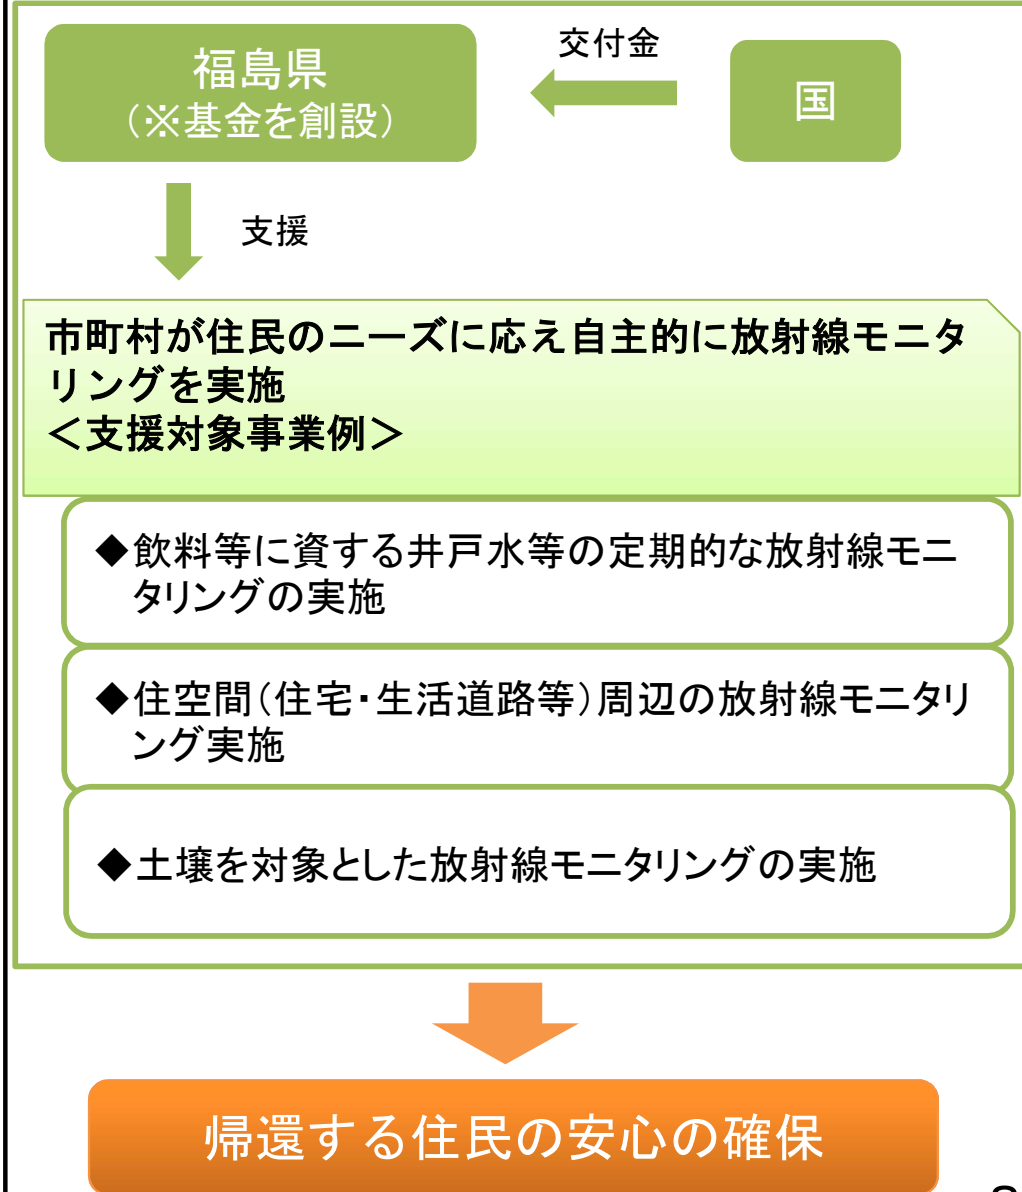 福島県
（※基金を創設）
交付金
国
支援
市町村が住民のニーズに応え自主的に放射線モニタ
リングを実施
＜支援対象事業例＞
◆飲料等に資する井戸水等の定期的な放射線モニ
タリングの実施
◆住空間（住宅・生活道路等）周辺の放射線モニタリ
ング実施
◆土壌を対象とした放射線モニタリングの実施
帰還する住民の安心の確保